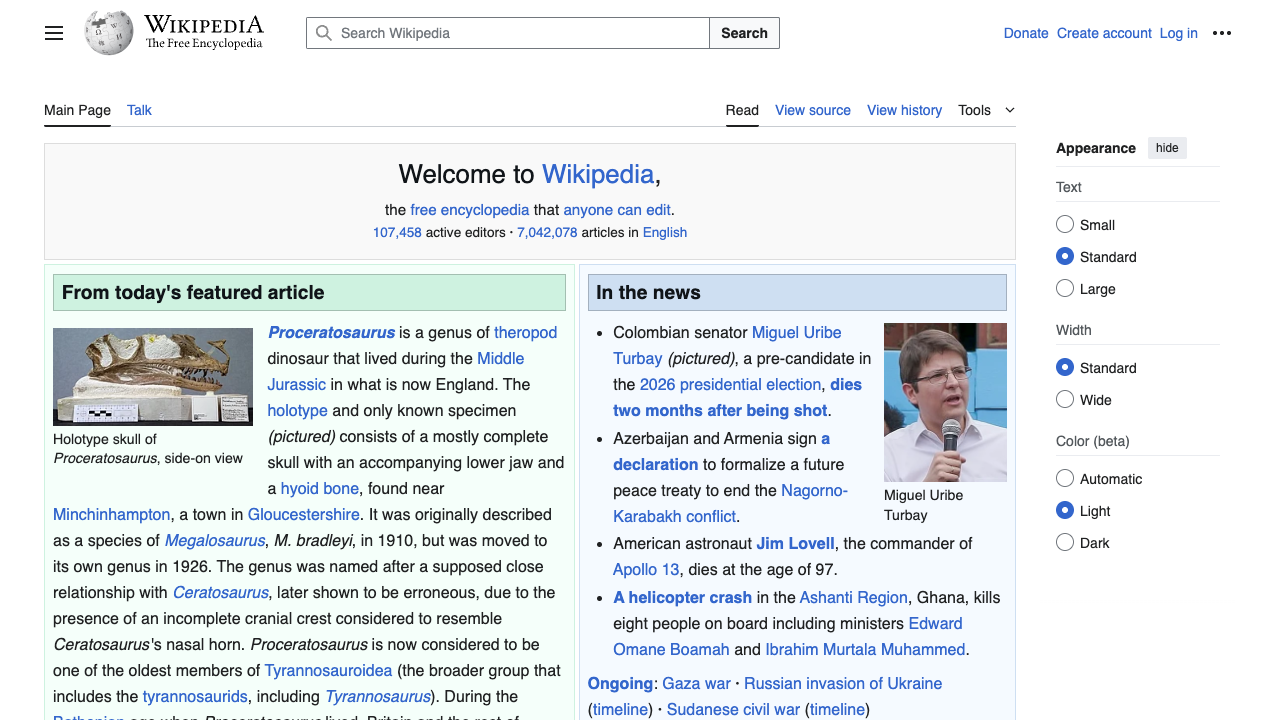 WIKIPEDIA
The Free Encyclopedia
Search Wikipedia
Search
Donate Create account Log in
Main Page Talk
Read View source View history Tools
Welcome to Wikipedia,
the free encyclopedia that anyone can edit.
107,458 active editors · 7,042,078 articles in English
From today's featured article
Holotype skull of
Proceratosaurus, side-on view
Proceratosaurus is a genus of theropod
dinosaur that lived during the Middle
Jurassic in what is now England. The
holotype and only known specimen
(pictured) consists of a mostly complete
skull with an accompanying lower jaw and
a hyoid bone, found near
Minchinhampton, a town in Gloucestershire. It was originally described
as a species of Megalosaurus, M. bradleyi, in 1910, but was moved to
its own genus in 1926. The genus was named after a supposed close
relationship with Ceratosaurus, later shown to be erroneous, due to the
presence of an incomplete cranial crest considered to resemble
Ceratosaurus's nasal horn. Proceratosaurus is now considered to be
one of the oldest members of Tyrannosauroidea (the broader group that
includes the tyrannosaurids, including Tyrannosaurus). During the
Bathonian age when Proceratosaurus lived, Britain and the rest of
In the news
Colombian senator Miguel Uribe
Turbay (pictured), a pre-candidate in
the 2026 presidential election, dies
two months after being shot.
Azerbaijan and Armenia sign a
declaration to formalize a future
peace treaty to end the Nagorno-
Karabakh conflict.
Miguel Uribe
Turbay
American astronaut Jim Lovell, the commander of
Apollo 13, dies at the age of 97.
A helicopter crash in the Ashanti Region, Ghana, kills
eight people on board including ministers Edward
Omane Boamah and Ibrahim Murtala Muhammed.
Ongoing: Gaza war · Russian invasion of Ukraine
(timeline) · Sudanese civil war (timeline)
Appearance hide
Text
Small
Standard
Large
Width
Standard
Wide
Color (beta)
Automatic
Light
Dark